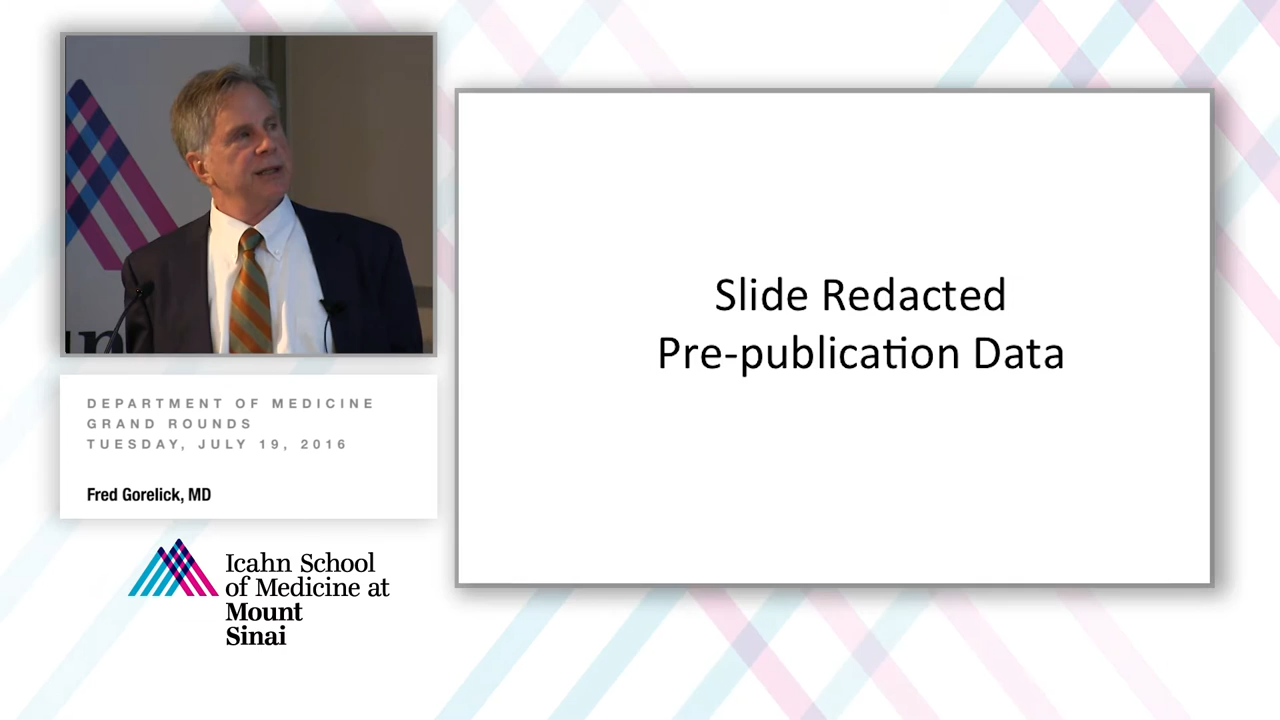 DEPARTMENT OF MEDICINE
GRAND ROUNDS
TUESDAY, JULY 19, 2016
Fred Gorelick, MD
Icahn School
of Medicine at
Mount
Sinai
Slide Redacted
Pre-publication Data